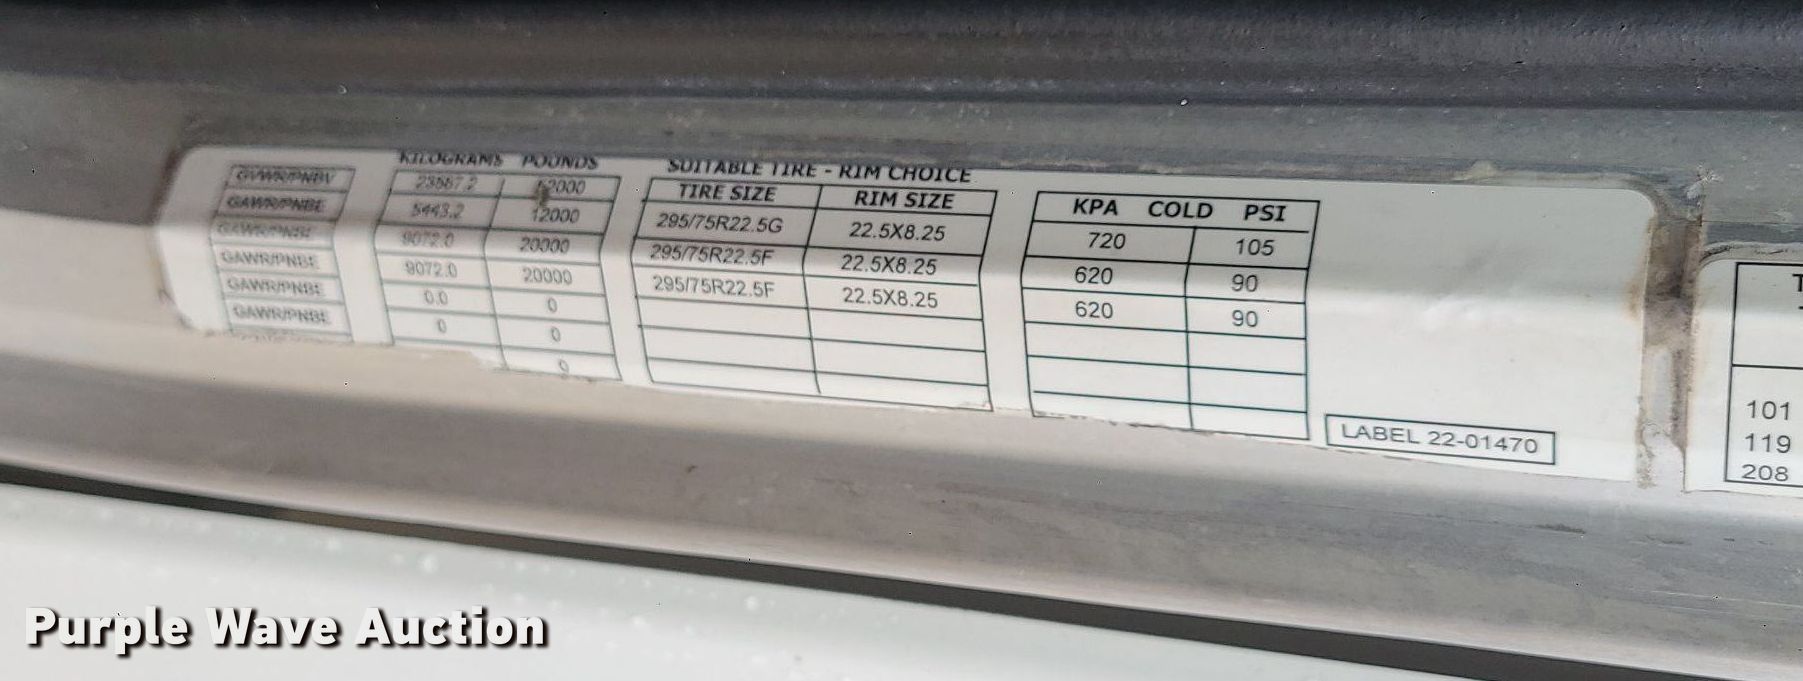 KILOGRAMS POUNDS SUITABLE TIRE - RIM CHOICE
GVWR/PNBV 23587.2 52000 TIRE SIZE RIM SIZE KPA COLD PSI
GAWR/PNBE 5443.2 12000 295/75R22.5G 22.5X8.25 720 105
GAWR/PNBE 9072.0 20000 295/75R22.5F 22.5X8.25 620 90
GAWR/PNBE 9072.0 20000 295/75R22.5F 22.5X8.25 620 90
GAWR/PNBE 0.0 0
GAWR/PNBE 0 0
0
LABEL 22-01470
101
119
208
Purple Wave Auction